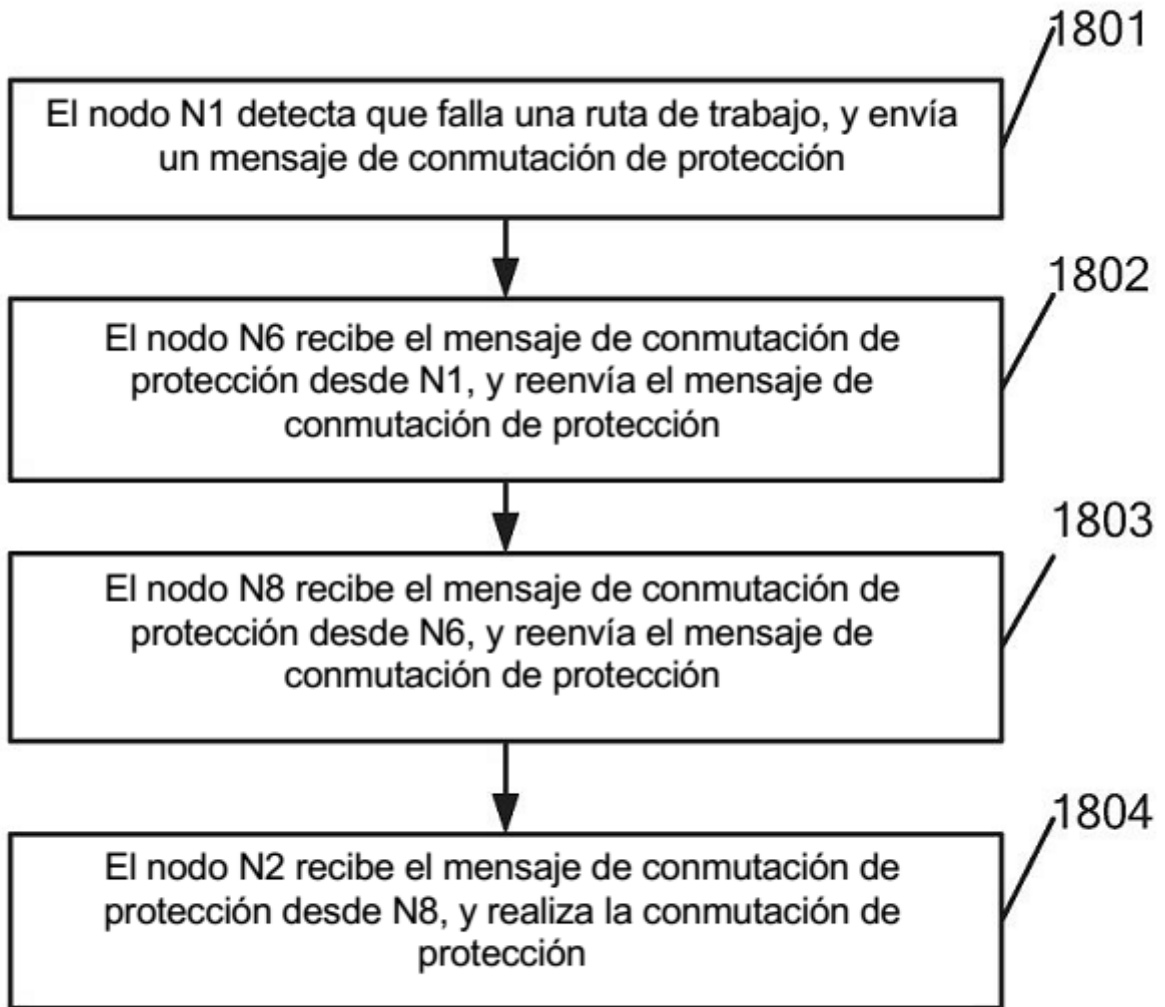 1801
El nodo N1 detecta que falla una ruta de trabajo, y envía
un mensaje de conmutación de protección
1802
El nodo N6 recibe el mensaje de conmutación de
protección desde N1, y reenvía el mensaje de
conmutación de protección
1803
El nodo N8 recibe el mensaje de conmutación de
protección desde N6, y reenvía el mensaje de
conmutación de protección
1804
El nodo N2 recibe el mensaje de conmutación de
protección desde N8, y realiza la conmutación de
protección